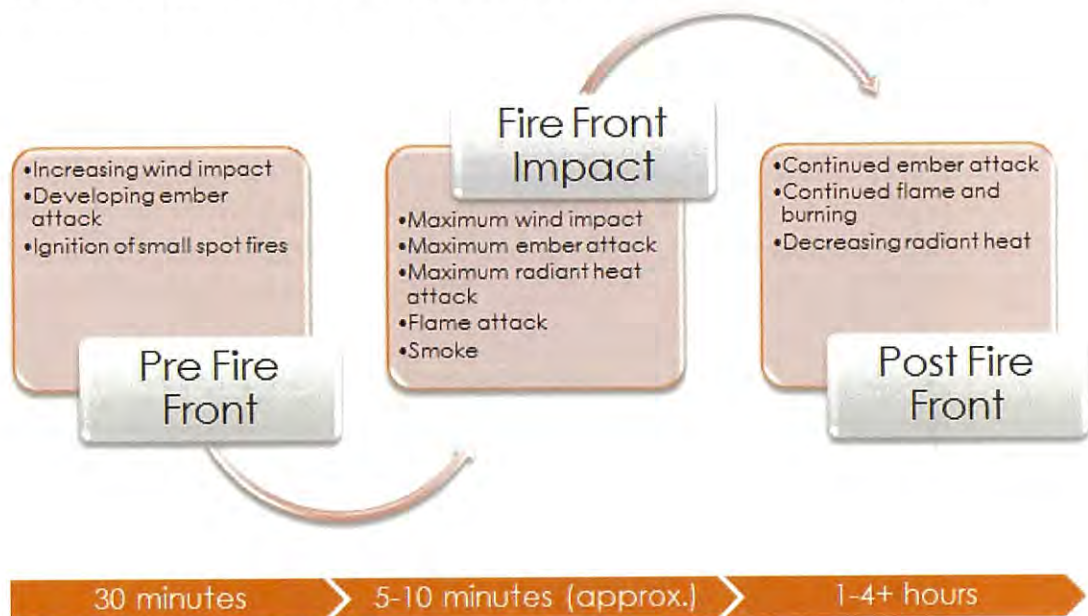 •Increasing wind impact
•Developing ember
attack
•Ignition of small spot fires
Pre Fire
Front
Fire Front
Impact
•Maximum wind impact
•Maximum ember attack
•Maximum radiant heat
attack
•Flame attack
•Smoke
•Continued ember attack
•Continued flame and
burning
•Decreasing radiant heat
Post Fire
Front
30 minutes
5-10 minutes (approx.)
1-4+ hours